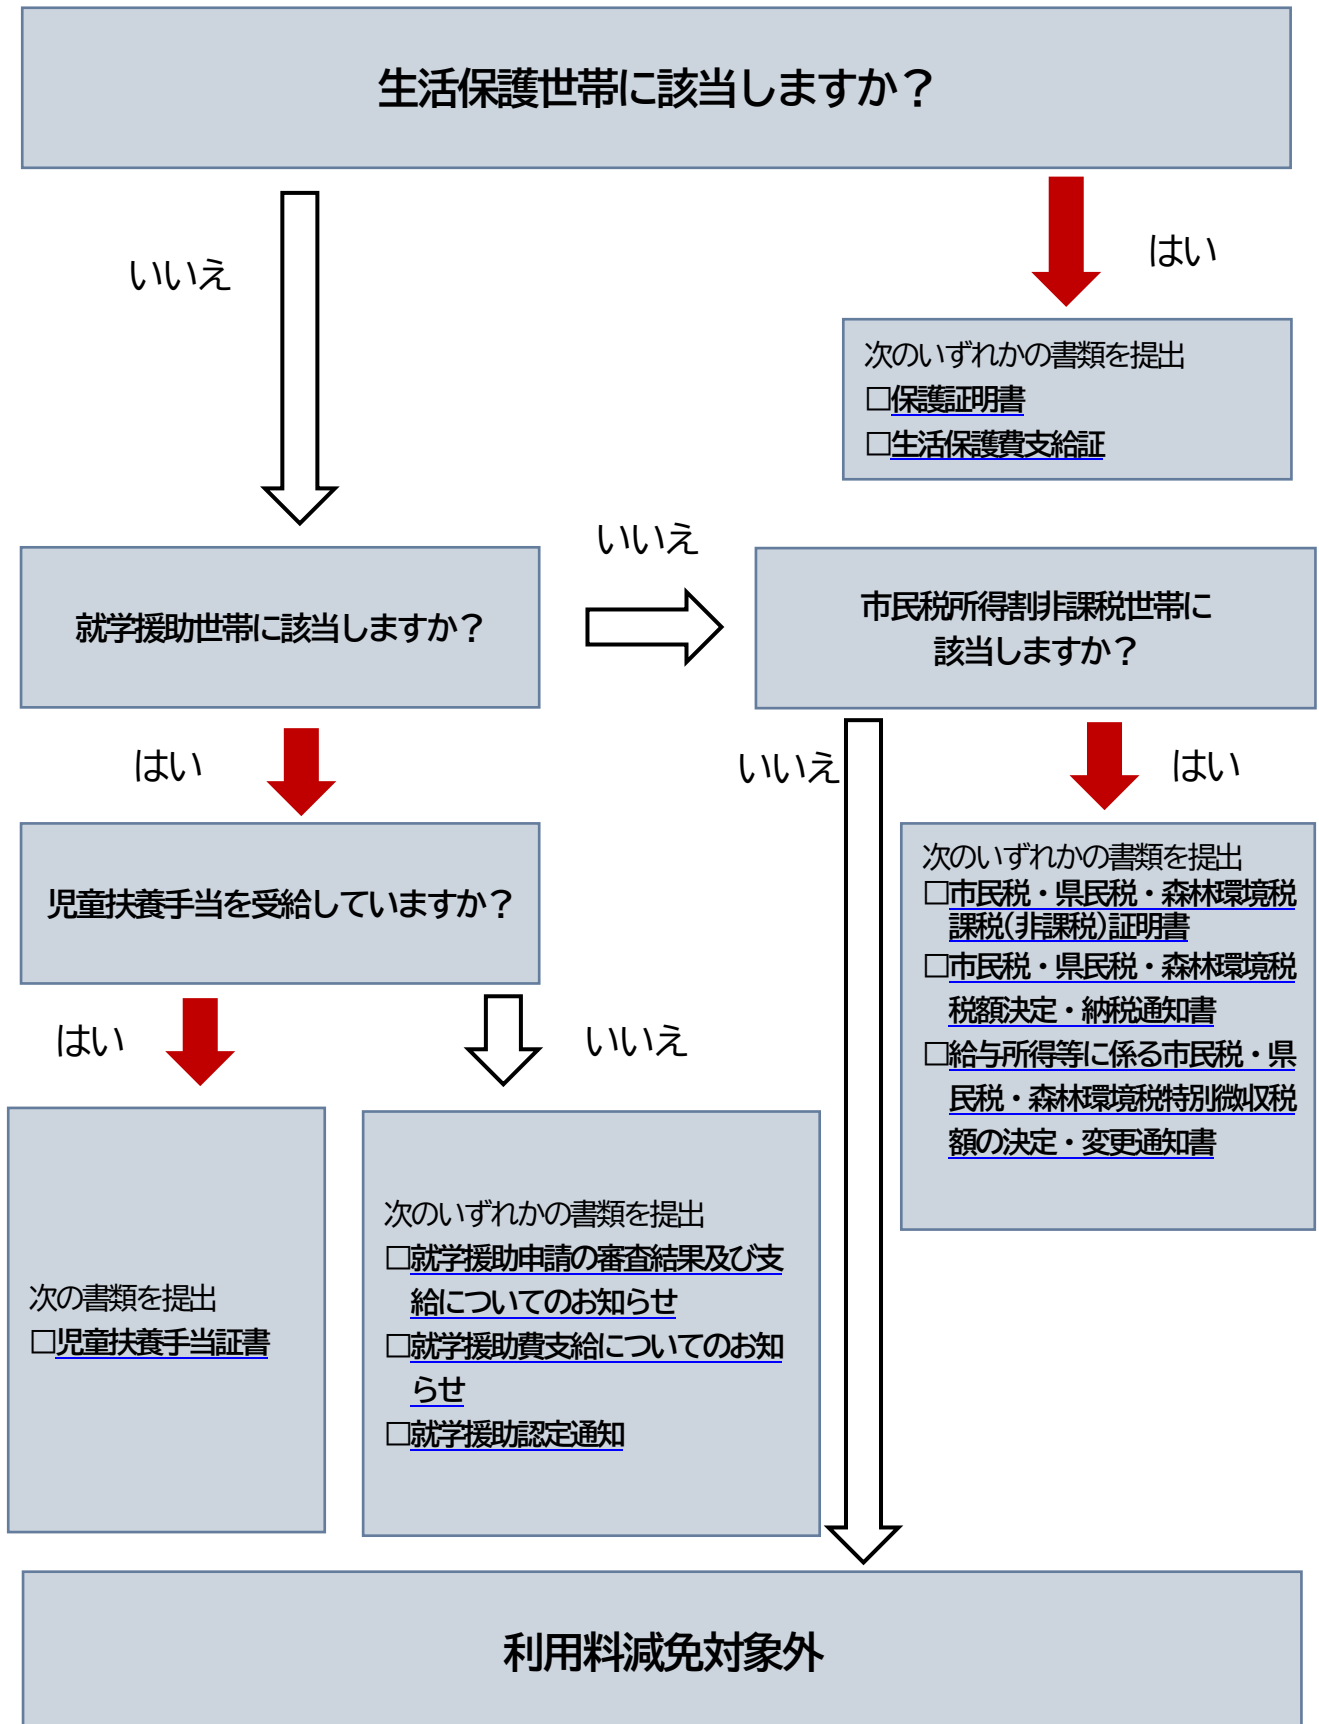 生活保護世帯に該当しますか？
いいえ
はい
次のいずれかの書類を提出
□保護証明書
□生活保護費支給証
就学援助世帯に該当しますか？
いいえ
市民税所得割非課税世帯に
該当しますか？
はい
いいえ
はい
児童扶養手当を受給していますか？
次のいずれかの書類を提出
□市民税・県民税・森林環境税
課税(非課税)証明書
□市民税・県民税・森林環境税
税額決定・納税通知書
□給与所得等に係る市民税・県
民税・森林環境税特別徴収税
額の決定・変更通知書
はい
いいえ
次の書類を提出
□児童扶養手当証書
次のいずれかの書類を提出
□就学援助申請の審査結果及び支
給についてのお知らせ
□就学援助費支給についてのお知
らせ
□就学援助認定通知
利用料減免対象外